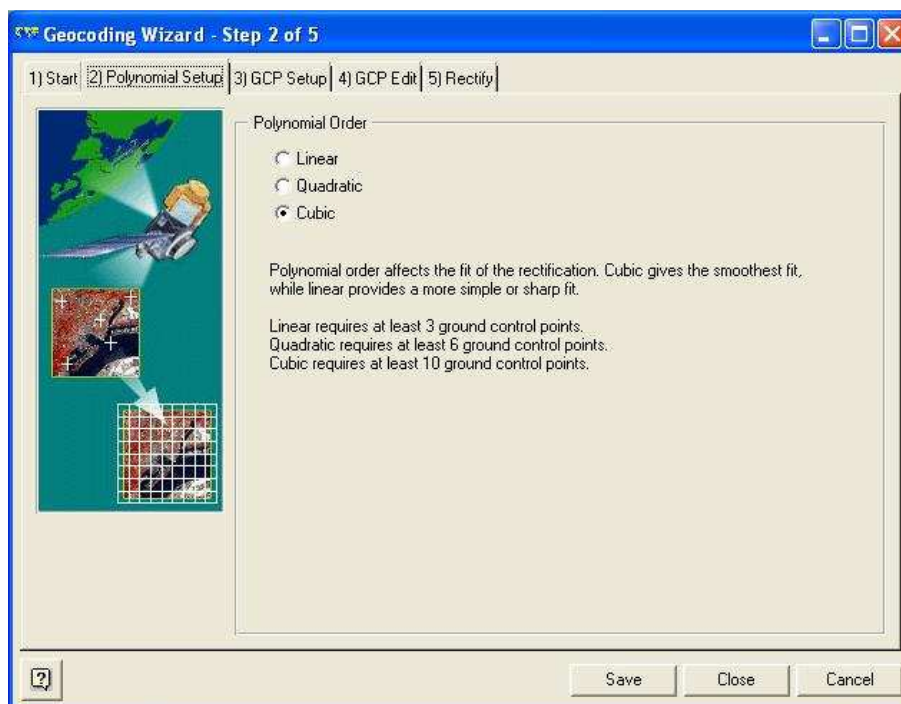 Geocoding Wizard - Step 2 of 5
1) Start 2) Polynomial Setup 3) GCP Setup 4) GCP Edit 5) Rectify
Polynomial Order
Linear
Quadratic
Cubic
Polynomial order affects the fit of the rectification. Cubic gives the smoothest fit,
while linear provides a more simple or sharp fit.
Linear requires at least 3 ground control points.
Quadratic requires at least 6 ground control points.
Cubic requires at least 10 ground control points.
?
Save Close Cancel